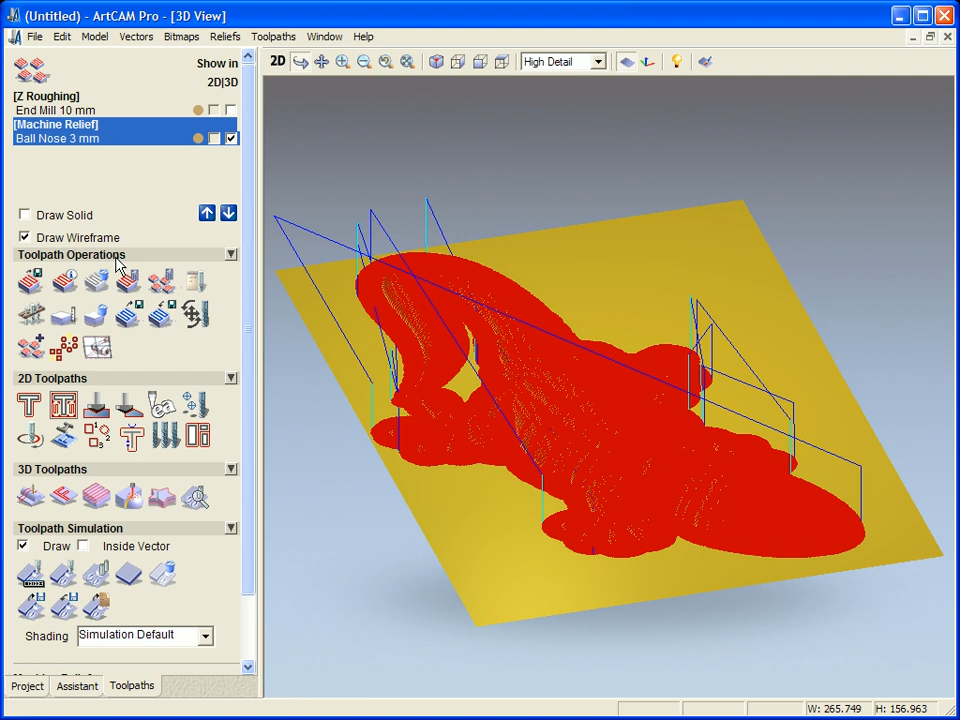 (Untitled) - ArtCAM Pro - [3D View]
File Edit Model Vectors Bitmaps Reliefs Toolpaths Window Help
2D High Detail
Show in
2D|3D
[Z Roughing]
End Mill 10 mm
[Machine Relief]
Ball Nose 3 mm
Draw Solid
Draw Wireframe
Toolpath Operations
2D Toolpaths
3D Toolpaths
Toolpath Simulation
Draw Inside Vector
Shading Simulation Default
Project Assistant Toolpaths
W: 265.749 H: 156.963